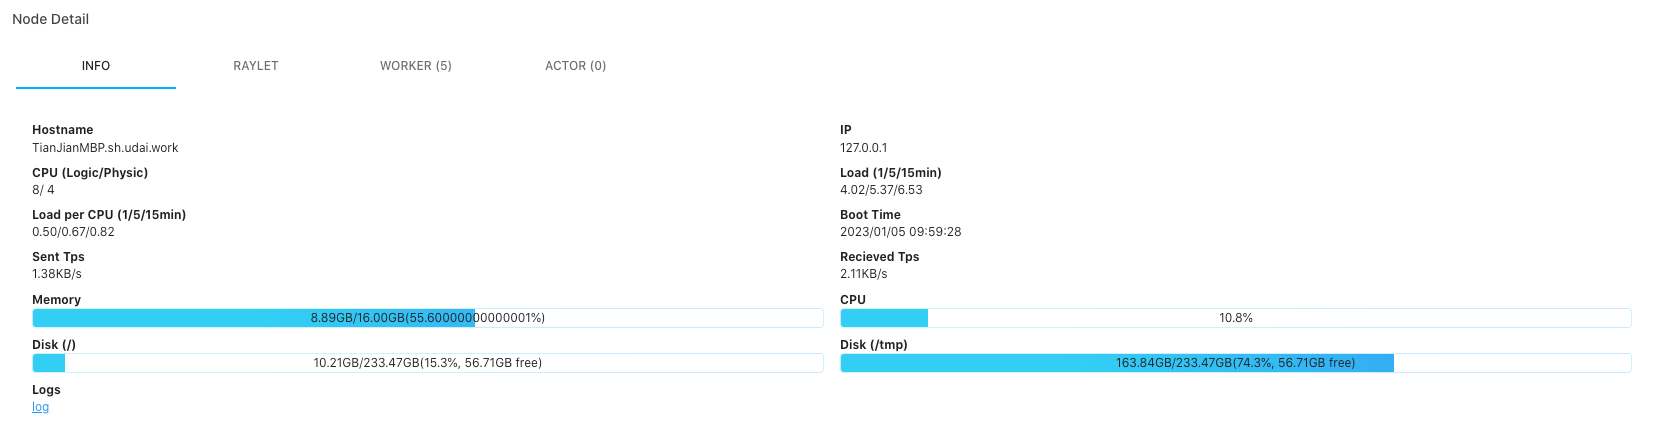 Node Detail
INFO RAYLET WORKER (5) ACTOR (0)
Hostname
TianJianMBP.sh.udai.work
IP
127.0.0.1
CPU (Logic/Physic)
8/ 4
Load (1/5/15min)
4.02/5.37/6.53
Load per CPU (1/5/15min)
0.50/0.67/0.82
Boot Time
2023/01/05 09:59:28
Sent Tps
1.38KB/s
Recieved Tps
2.11KB/s
Memory
8.89GB/16.00GB(55.60000000000001%)
CPU
10.8%
Disk (/)
10.21GB/233.47GB(15.3%, 56.71GB free)
Disk (/tmp)
163.84GB/233.47GB(74.3%, 56.71GB free)
Logs
log